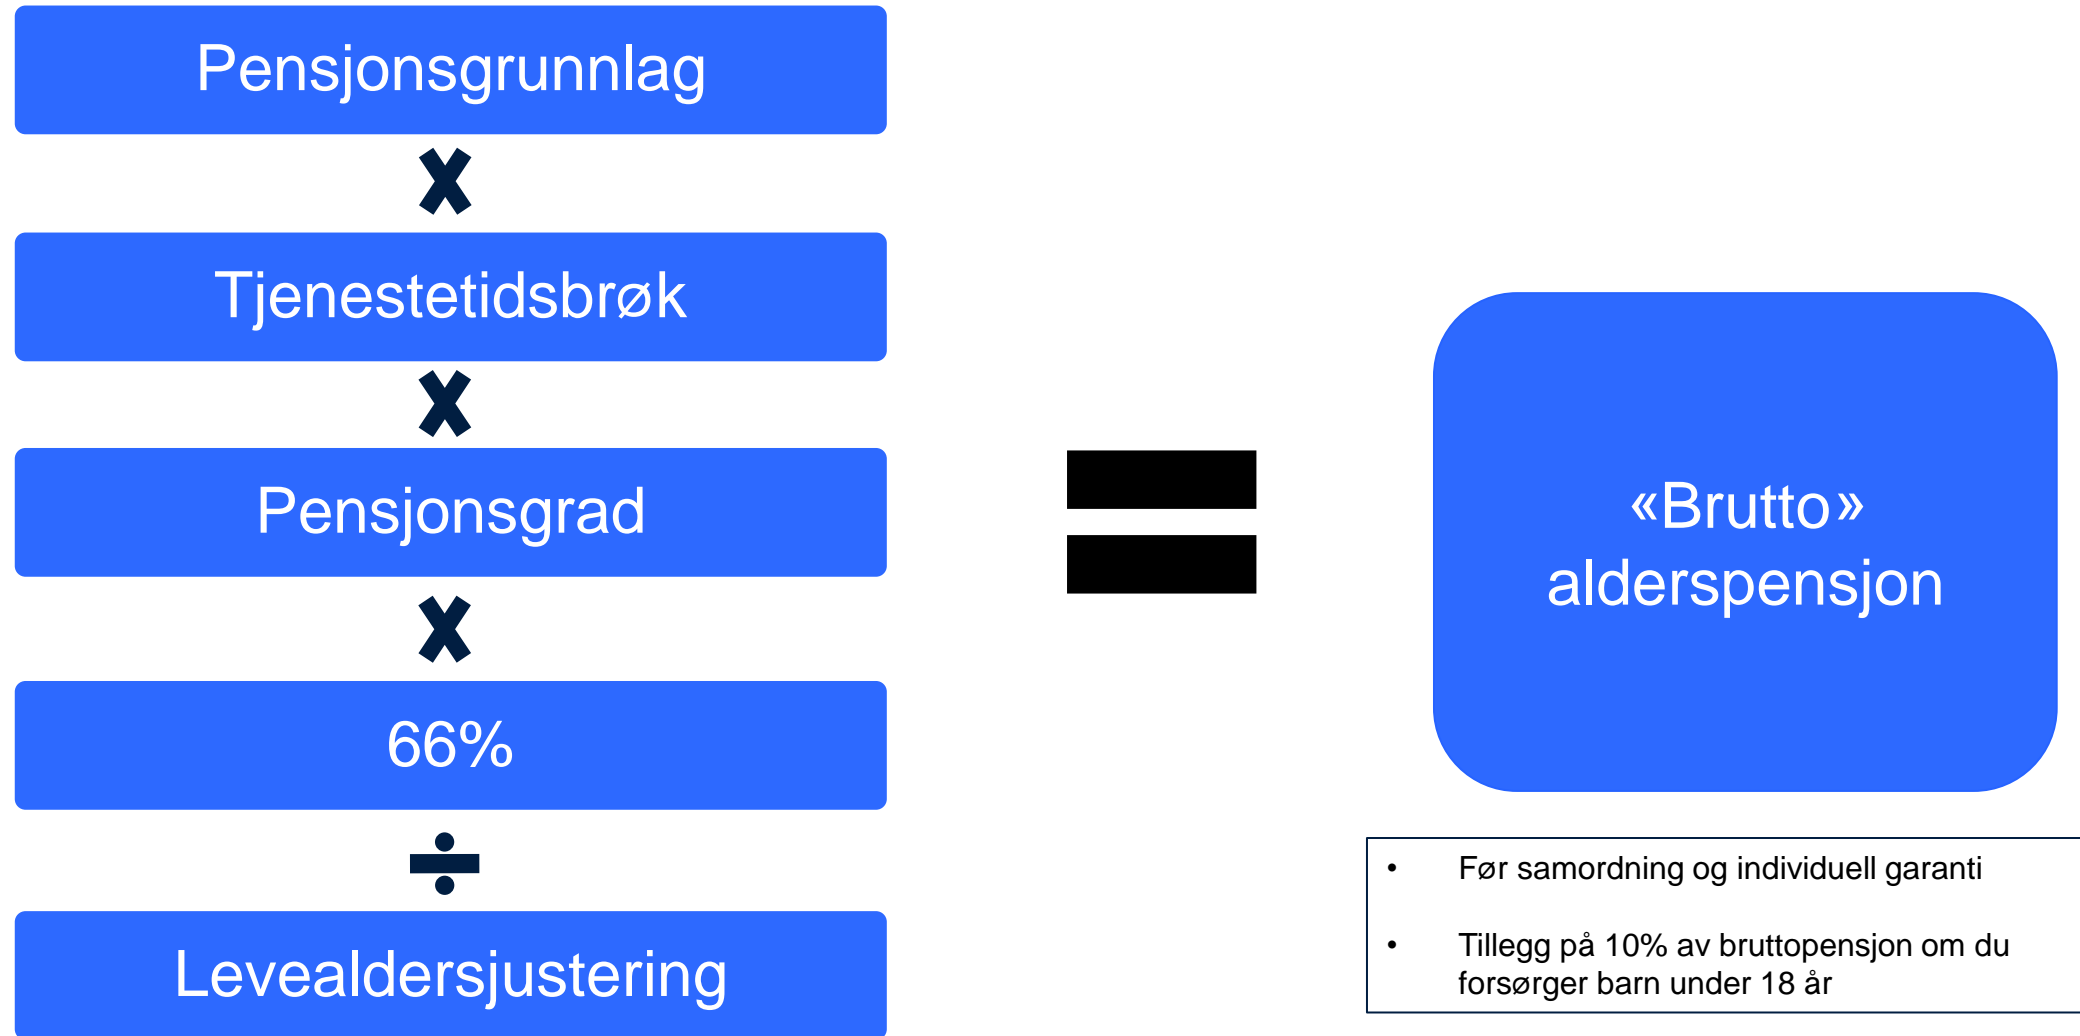 Pensjonsgrunnlag
Tjenestetidsbrøk
Pensjonsgrad
66%
Levealdersjustering
«Brutto»
alderspensjon
• Før samordning og individuell garanti
• Tillegg på 10% av bruttopensjon om du
forsørger barn under 18 år